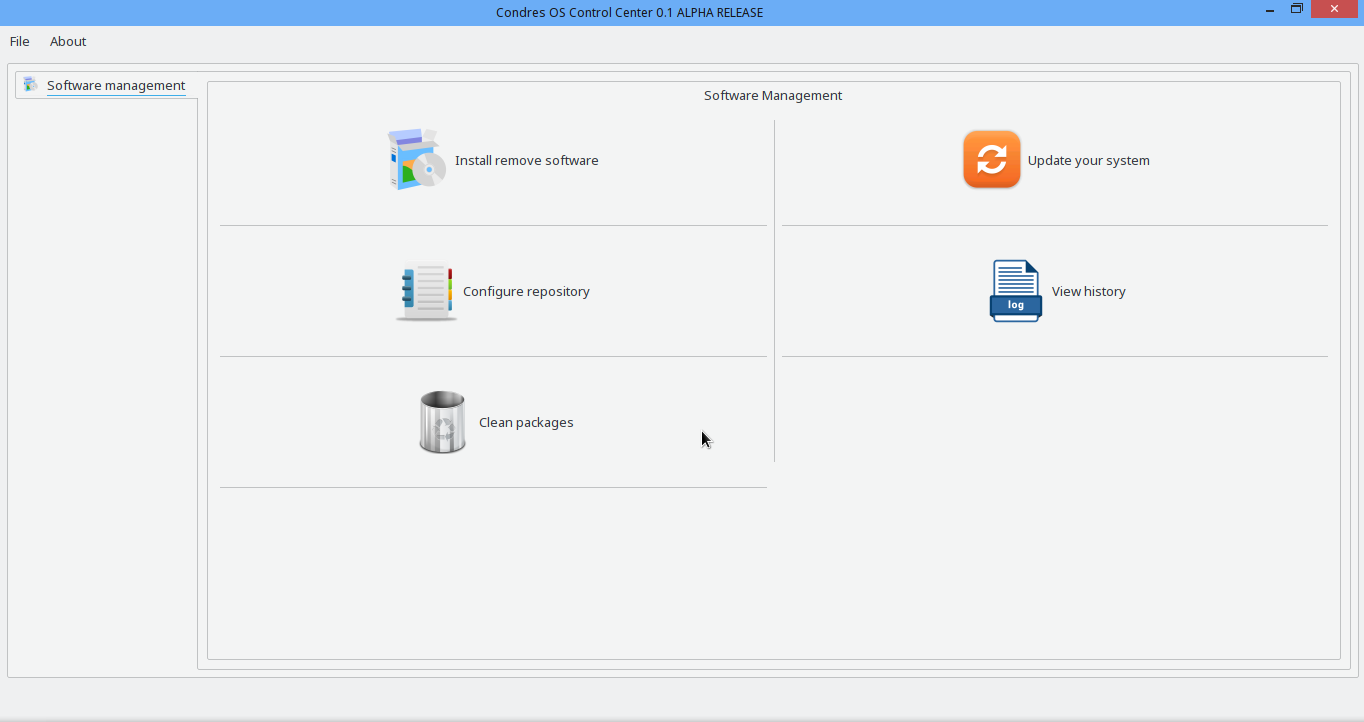 Condres OS Control Center 0.1 ALPHA RELEASE
File About
Software management
Software Management
Install remove software
Update your system
Configure repository
log
View history
Clean packages